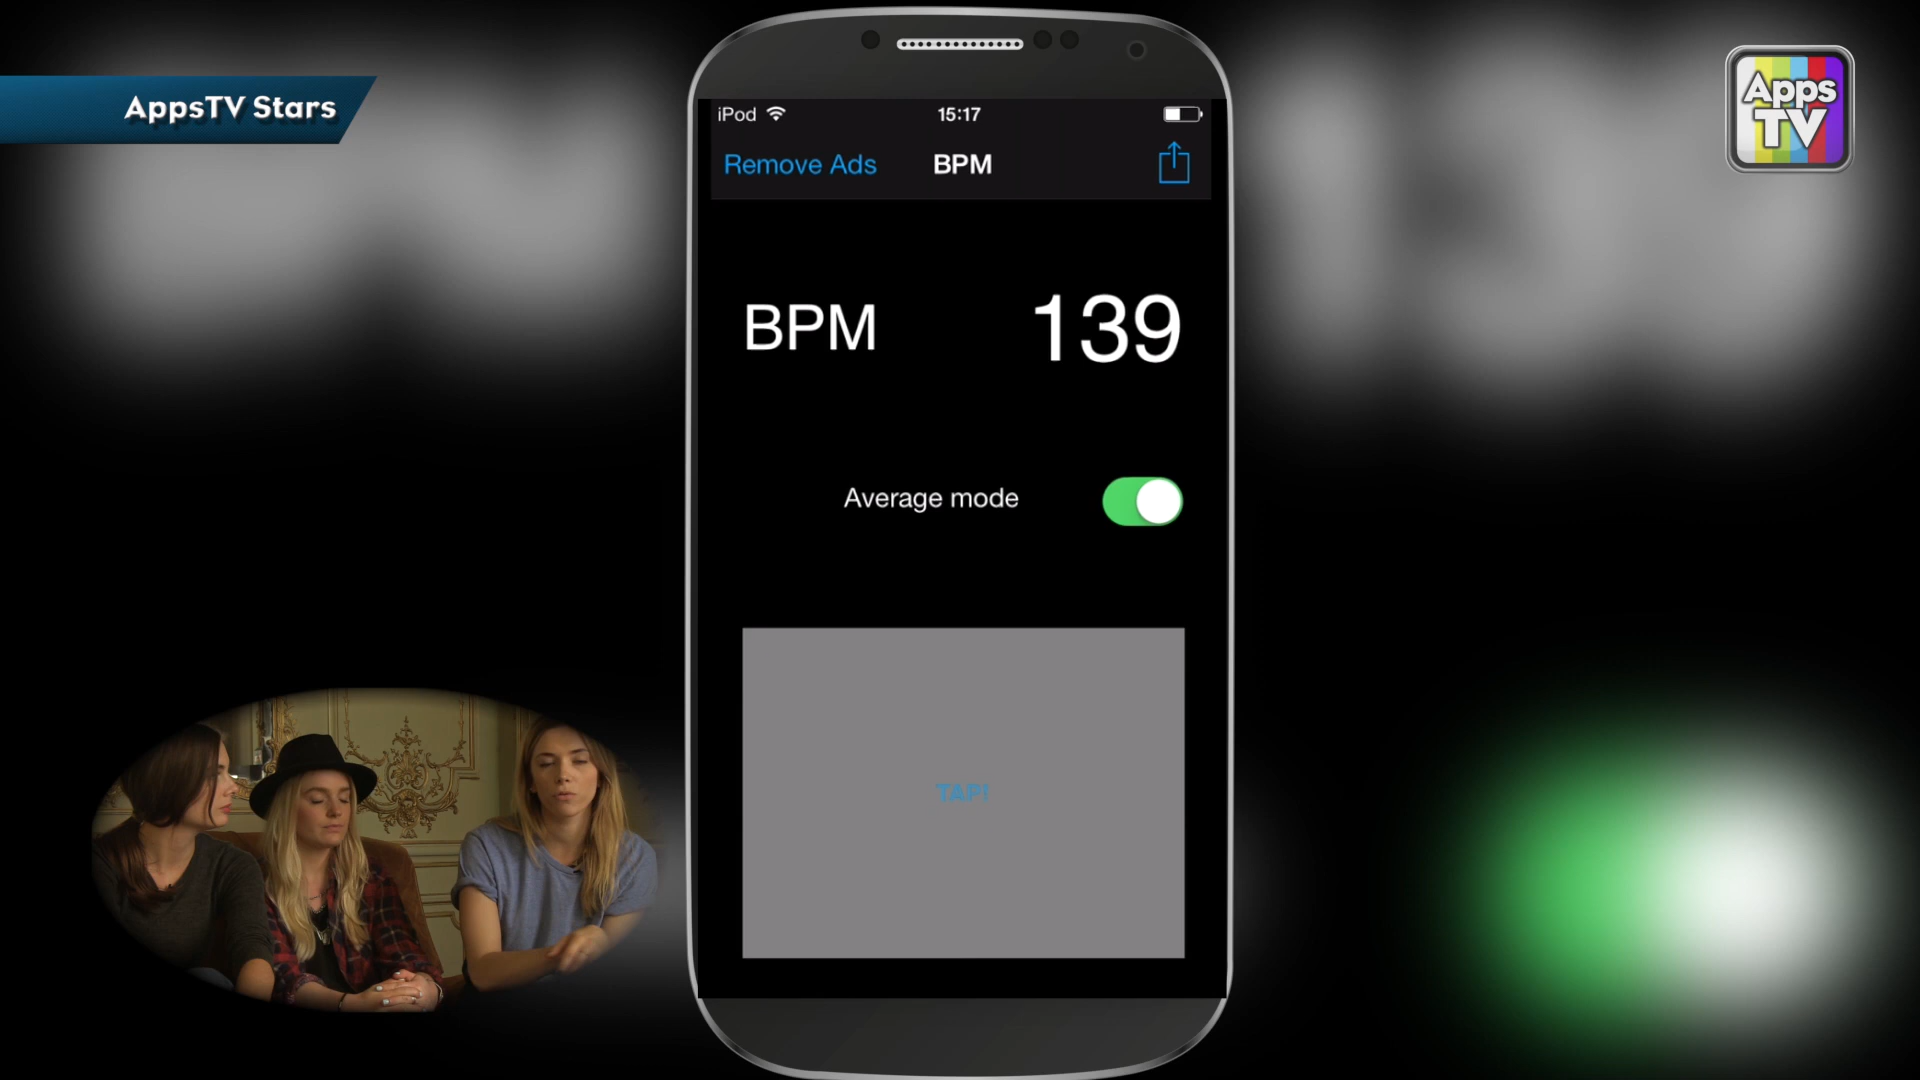 AppsTV Stars
Apps
TV
iPod 15:17
Remove Ads BPM
BPM 139
Average mode
TAP!